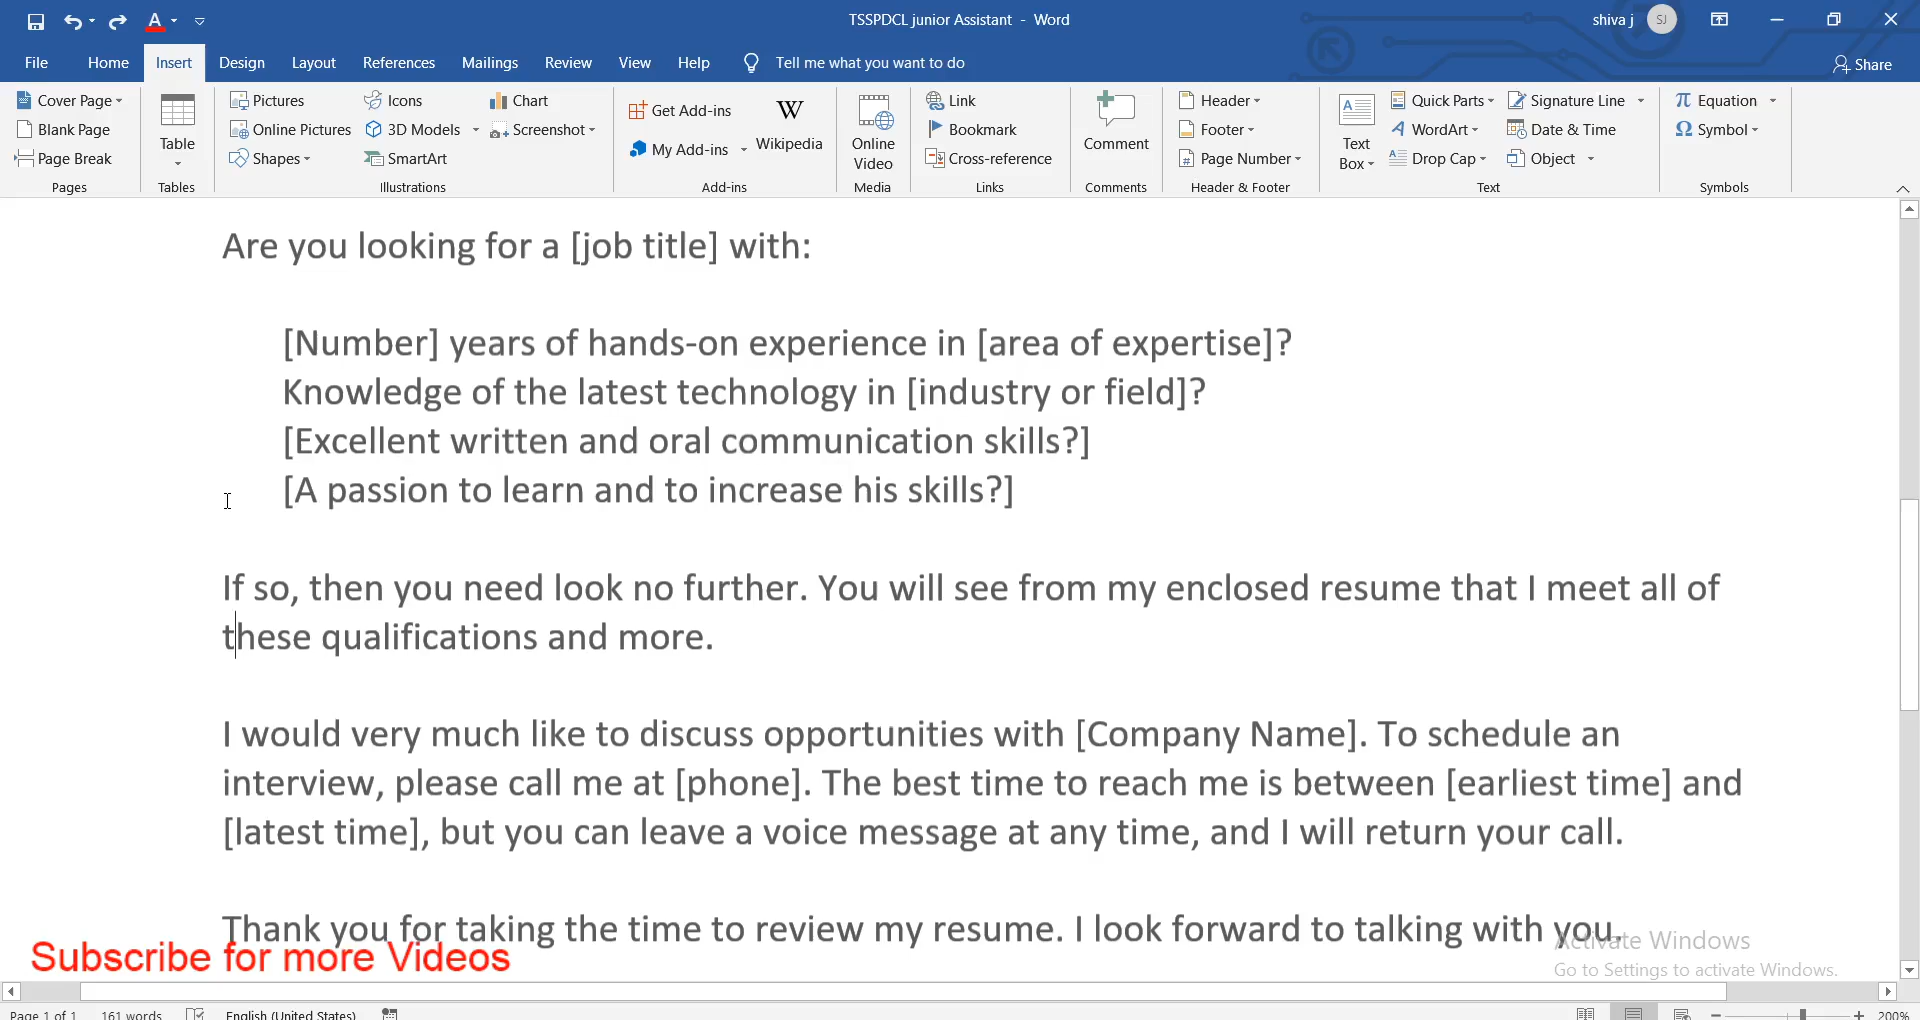 TSSPDCL junior Assistant - Word
shiva j
SJ
File Home Insert Design Layout References Mailings Review View Help Tell me what you want to do
Share
Cover Page
Blank Page
Page Break
Pages
Table
Tables
Pictures
Online Pictures
Shapes
Icons
3D Models
SmartArt
Chart
Screenshot
Illustrations
Get Add-ins
My Add-ins
W
Wikipedia
Add-ins
Online
Video
Media
Link
Bookmark
Cross-reference
Links
Comment
Comments
Header
Footer
Page Number
Header & Footer
Text
Box
Quick Parts
WordArt
Drop Cap
Signature Line
Date & Time
Object
Text
π Equation
Ω Symbol
Symbols
Are you looking for a [job title] with:
[Number] years of hands-on experience in [area of expertise]?
Knowledge of the latest technology in [industry or field]?
[Excellent written and oral communication skills?]
[A passion to learn and to increase his skills?]
If so, then you need look no further. You will see from my enclosed resume that I meet all of
these qualifications and more.
I would very much like to discuss opportunities with [Company Name]. To schedule an
interview, please call me at [phone]. The best time to reach me is between [earliest time] and
[latest time], but you can leave a voice message at any time, and I will return your call.
Thank you for taking the time to review my resume. I look forward to talking with you.
Subscribe for more Videos
Activate Windows
Go to Settings to activate Windows.
Page 1 of 1 161 words English (United States) 200%